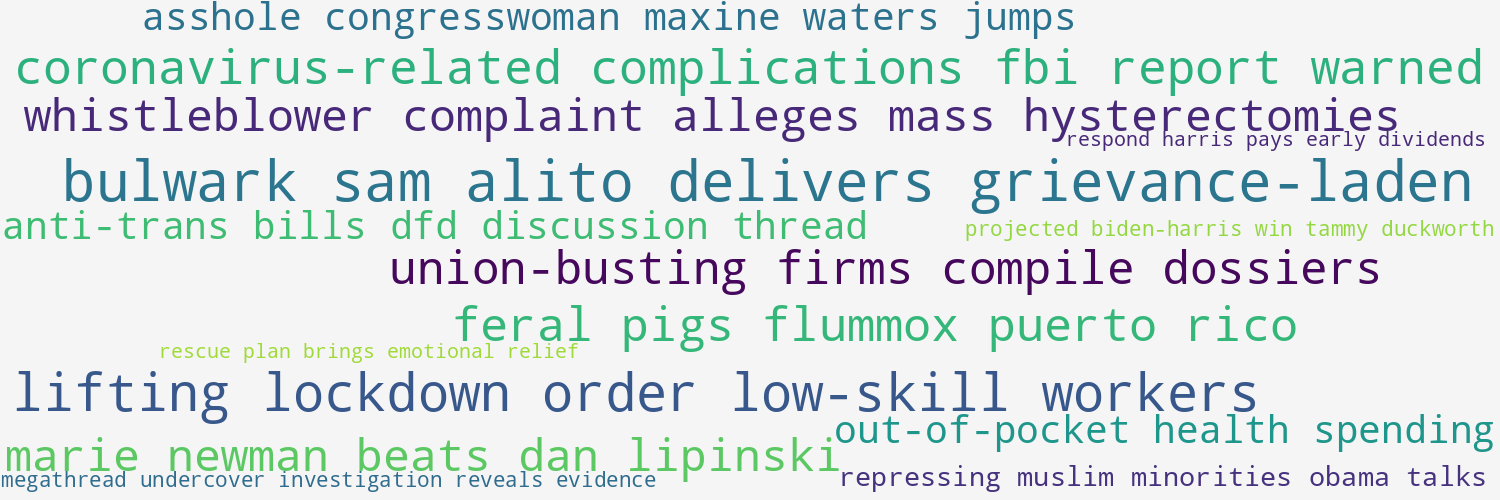 asshole congresswoman maxine waters jumps
coronavirus-related complications fbi report warned
whistleblower complaint alleges mass hysterectomies
respond harris pays early dividends
bulwark sam alito delivers grievance-laden
anti-trans bills dfd discussion thread
projected biden-harris win tammy duckworth
union-busting firms compile dossiers
feral pigs flummox puerto rico
rescue plan brings emotional relief
lifting lockdown order low-skill workers
out-of-pocket health spending
marie newman beats dan lipinski
megathread undercover investigation reveals evidence
repressing muslim minorities obama talks